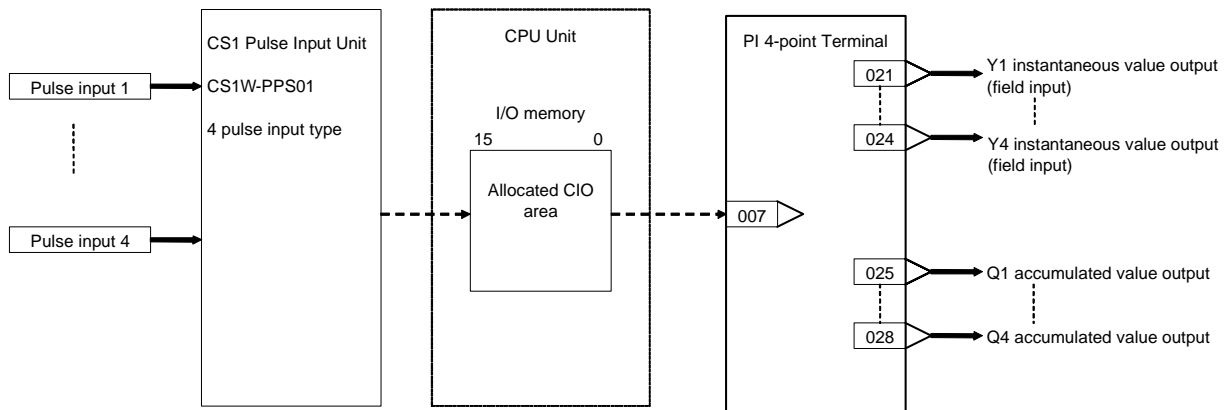 CS1 Pulse Input Unit
CS1W-PPS01
4 pulse input type
Pulse input 1
Pulse input 4
CPU Unit
I/O memory
15 0
Allocated CIO
area
PI 4-point Terminal
007
021
Y1 instantaneous value output
(field input)
024
Y4 instantaneous value output
(field input)
025
Q1 accumulated value output
028
Q4 accumulated value output